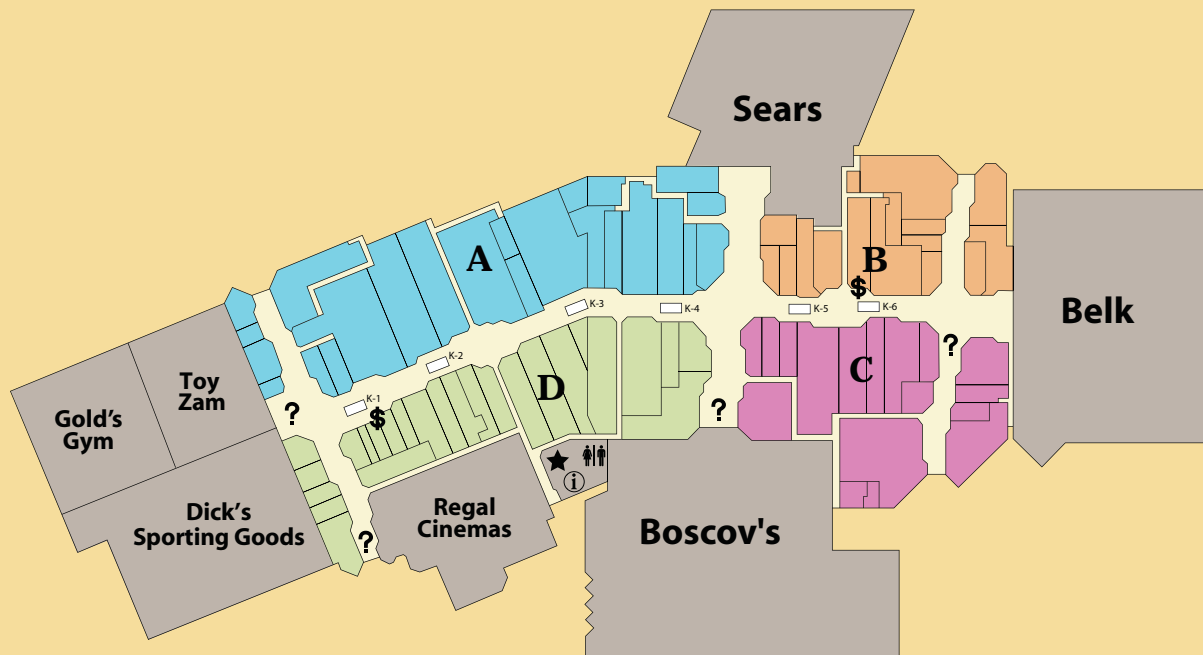 Sears
A
B
$
K-3
K-4
K-5
K-6
Belk
?
K-2
Toy
Zam
C
D
K-1
$
?
?
Gold's
Gym
i
Dick's
Sporting Goods
Regal
Cinemas
Boscov's
?